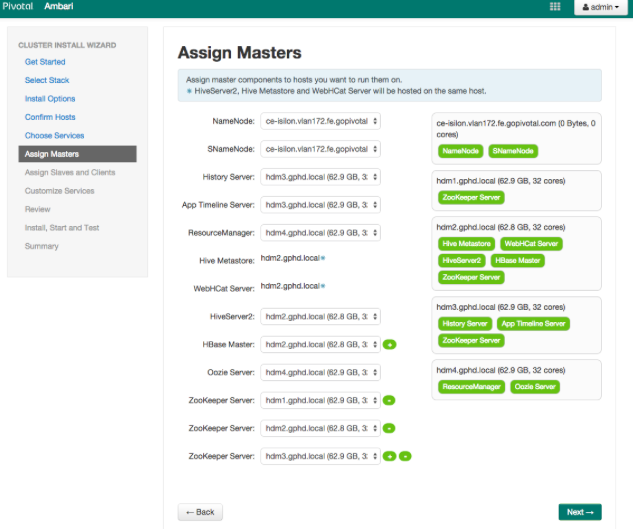 Pivotal Ambari
admin
CLUSTER INSTALL WIZARD
Get Started
Select Stack
Install Options
Confirm Hosts
Choose Services
Assign Masters
Assign Slaves and Clients
Customize Services
Review
Install, Start and Test
Summary
Assign Masters
Assign master components to hosts you want to run them on.
✵ HiveServer2, Hive Metastore and WebHCat Server will be hosted on the same host.
NameNode: ce-isilon.vlan172.fe.gopivotal
SNameNode: ce-isilon.vlan172.fe.gopivotal
History Server: hdm3.gphd.local (62.9 GB, 3
App Timeline Server: hdm3.gphd.local (62.9 GB, 3
ResourceManager: hdm4.gphd.local (62.9 GB, 3
Hive Metastore: hdm2.gphd.local✵
WebHCat Server: hdm2.gphd.local✵
HiveServer2: hdm2.gphd.local (62.8 GB, 3
HBase Master: hdm2.gphd.local (62.8 GB, 3 +
Oozie Server: hdm4.gphd.local (62.9 GB, 3
ZooKeeper Server: hdm1.gphd.local (62.9 GB, 3 -
ZooKeeper Server: hdm2.gphd.local (62.8 GB, 3 -
ZooKeeper Server: hdm3.gphd.local (62.9 GB, 3 + -
ce-isilon.vlan172.fe.gopivotal.com (0 Bytes, 0
cores)
NameNode SNameNode
hdm1.gphd.local (62.9 GB, 32 cores)
ZooKeeper Server
hdm2.gphd.local (62.8 GB, 32 cores)
Hive Metastore WebHCat Server
HiveServer2 HBase Master
ZooKeeper Server
hdm3.gphd.local (62.9 GB, 32 cores)
History Server App Timeline Server
ZooKeeper Server
hdm4.gphd.local (62.9 GB, 32 cores)
ResourceManager Oozie Server
← Back
Next →